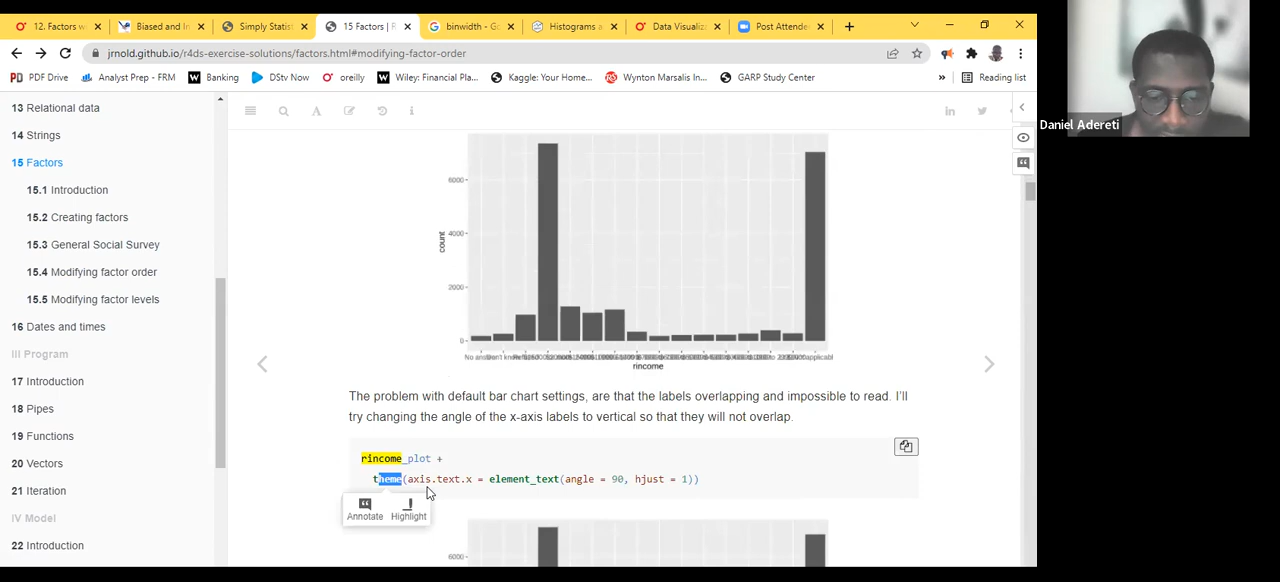 12. Factors w
Biased and In
Simply Statist
15 Factors | R
binwidth - Go
Histograms a
Data Visualiz
Post Attende
jrnold.github.io/r4ds-exercise-solutions/factors.html#modifying-factor-order
PDF Drive
Analyst Prep - FRM
Banking
DStv Now
oreilly
Wiley: Financial Pla...
Kaggle: Your Home...
Wynton Marsalis In...
GARP Study Center
»
Reading list
13 Relational data
14 Strings
15 Factors
15.1 Introduction
15.2 Creating factors
15.3 General Social Survey
15.4 Modifying factor order
15.5 Modifying factor levels
16 Dates and times
III Program
17 Introduction
18 Pipes
19 Functions
20 Vectors
21 Iteration
IV Model
22 Introduction
6000
4000
2000
0
count
No answer
rincome
The problem with default bar chart settings, are that the labels overlapping and impossible to read. I'll
try changing the angle of the x-axis labels to vertical so that they will not overlap.
rincome_plot +
theme(axis.text.x = element_text(angle = 90, hjust = 1))
Annotate
Highlight
6000
Daniel Adereti